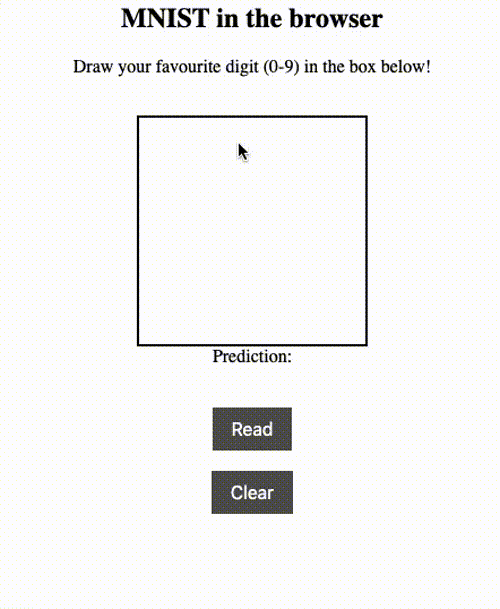 MNIST in the browser
Draw your favourite digit (0-9) in the box below!
Prediction:
Read
Clear